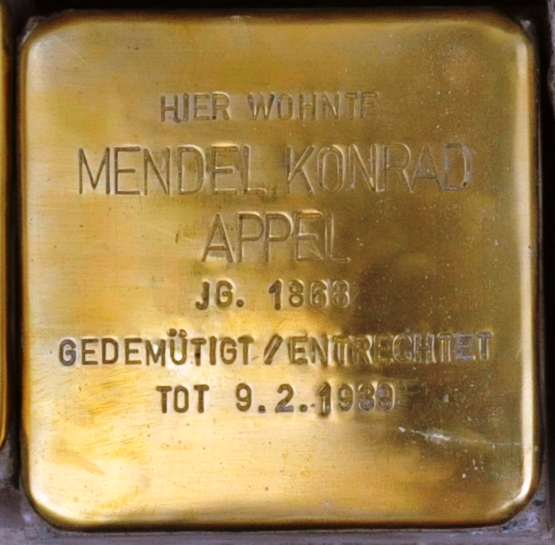 HIER WOHNTE
MENDEL KONRAD
APPEL
JG. 1868
GEDEMÜTIGT / ENTRECHTET
TOT 9.2.1939